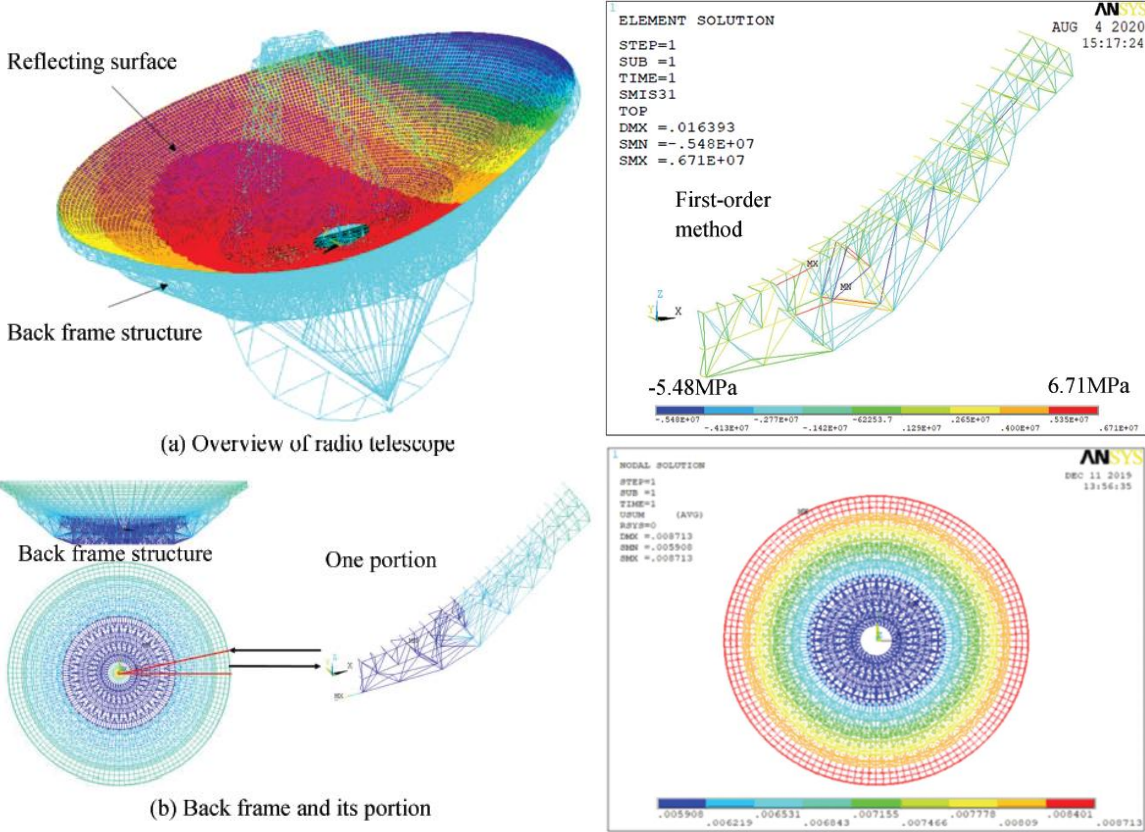 Reflecting surface
Back frame structure
(a) Overview of radio telescope
1
ANSYS
ELEMENT SOLUTION
AUG 4 2020
15:17:24
STEP=1
SUB =1
TIME=1
SMIS31
TOP
DMX =.016393
SMN =-.548E+07
SMX =.671E+07
First-order
method
MX
MN
Z
Y
X
-5.48MPa
6.71MPa
-.548E+07 -.277E+07 -62253.7 .265E+07 .535E+07
-.413E+07 -.142E+07 .129E+07 .400E+07 .671E+07
Back frame structure
One portion
Z
X
MX
(b) Back frame and its portion
1
ANSYS
NODAL SOLUTION
DEC 11 2019
13:56:35
STEP=1
SUB =1
TIME=1
USUM (AVG)
RSYS=0
DMX =.008713
SMN =.005908
SMX =.008713
.005908 .006531 .007155 .007778 .008401
.006219 .006843 .007466 .00809 .008713